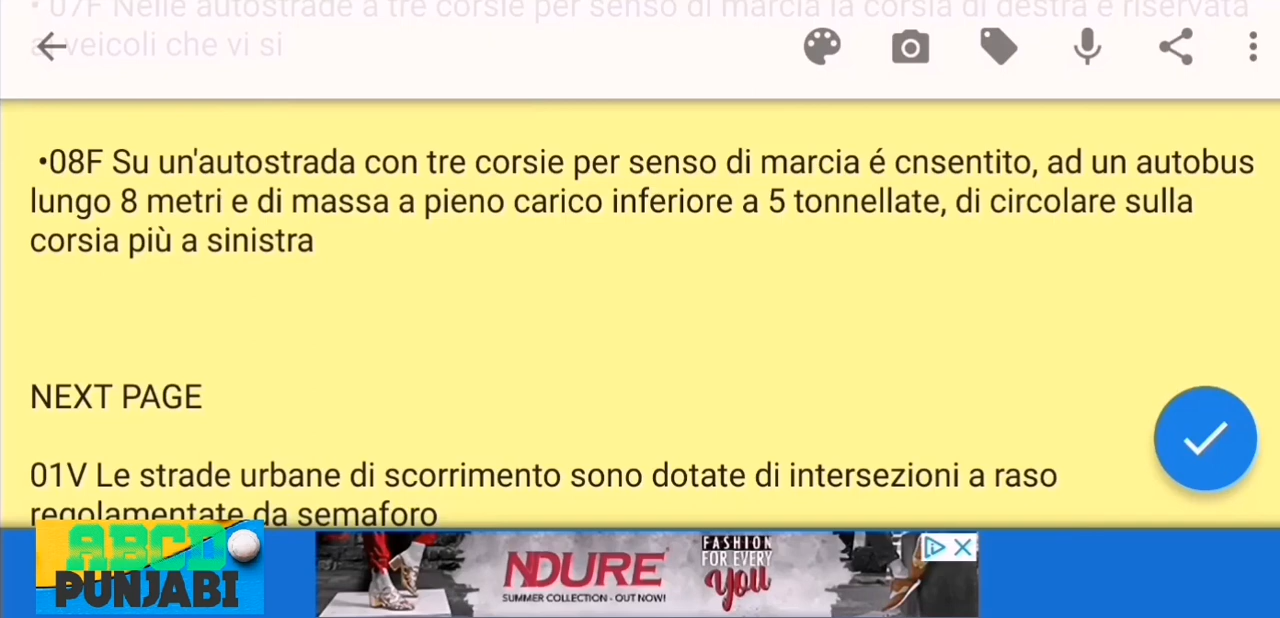 • 07F Nelle autostrade a tre corsie per senso di marcia la corsia di destra é riservata
a veicoli che vi si
•08F Su un'autostrada con tre corsie per senso di marcia é cnsentito, ad un autobus
lungo 8 metri e di massa a pieno carico inferiore a 5 tonnellate, di circolare sulla
corsia più a sinistra
NEXT PAGE
01V Le strade urbane di scorrimento sono dotate di intersezioni a raso
regolamentate da semaforo
ABCD
PUNJABI
NDURE
SUMMER COLLECTION - OUT NOW!
FASHION
FOR EVERY
you